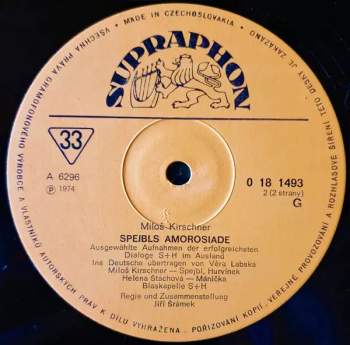 MADE IN CZECHOSLOVAKIA
VŠECHNA PRÁVA GRAMOFONOVÉHO VÝROBCE A VLASTNÍKŮ AUTORSKÝCH PRÁV K DÍLU VYHRAŽENA. POŘIZOVÁNÍ KOPIÍ, VEŘEJNÉ PROVOZOVÁNÍ A ROZHLASOVÉ ŠÍŘENÍ TÉTO DESKY JE ZAKÁZÁNO
SUPRAPHON
33
A 6296
Ⓟ 1974
0 18 1493
2 (2 strany)
G
Miloš Kirschner
SPEIBLS AMOROSIADE
Ausgewählte Aufnahmen der erfolgreichsten
Dialoge S+H im Ausland
Ins Deutsche übertragen von Věra Labská
Miloš Kirschner — Spejbl, Hurvínek
Helena Štáchová — Mánička
Blaskapelle S+H
Regie und Zusammenstellung
Jiří Šrámek